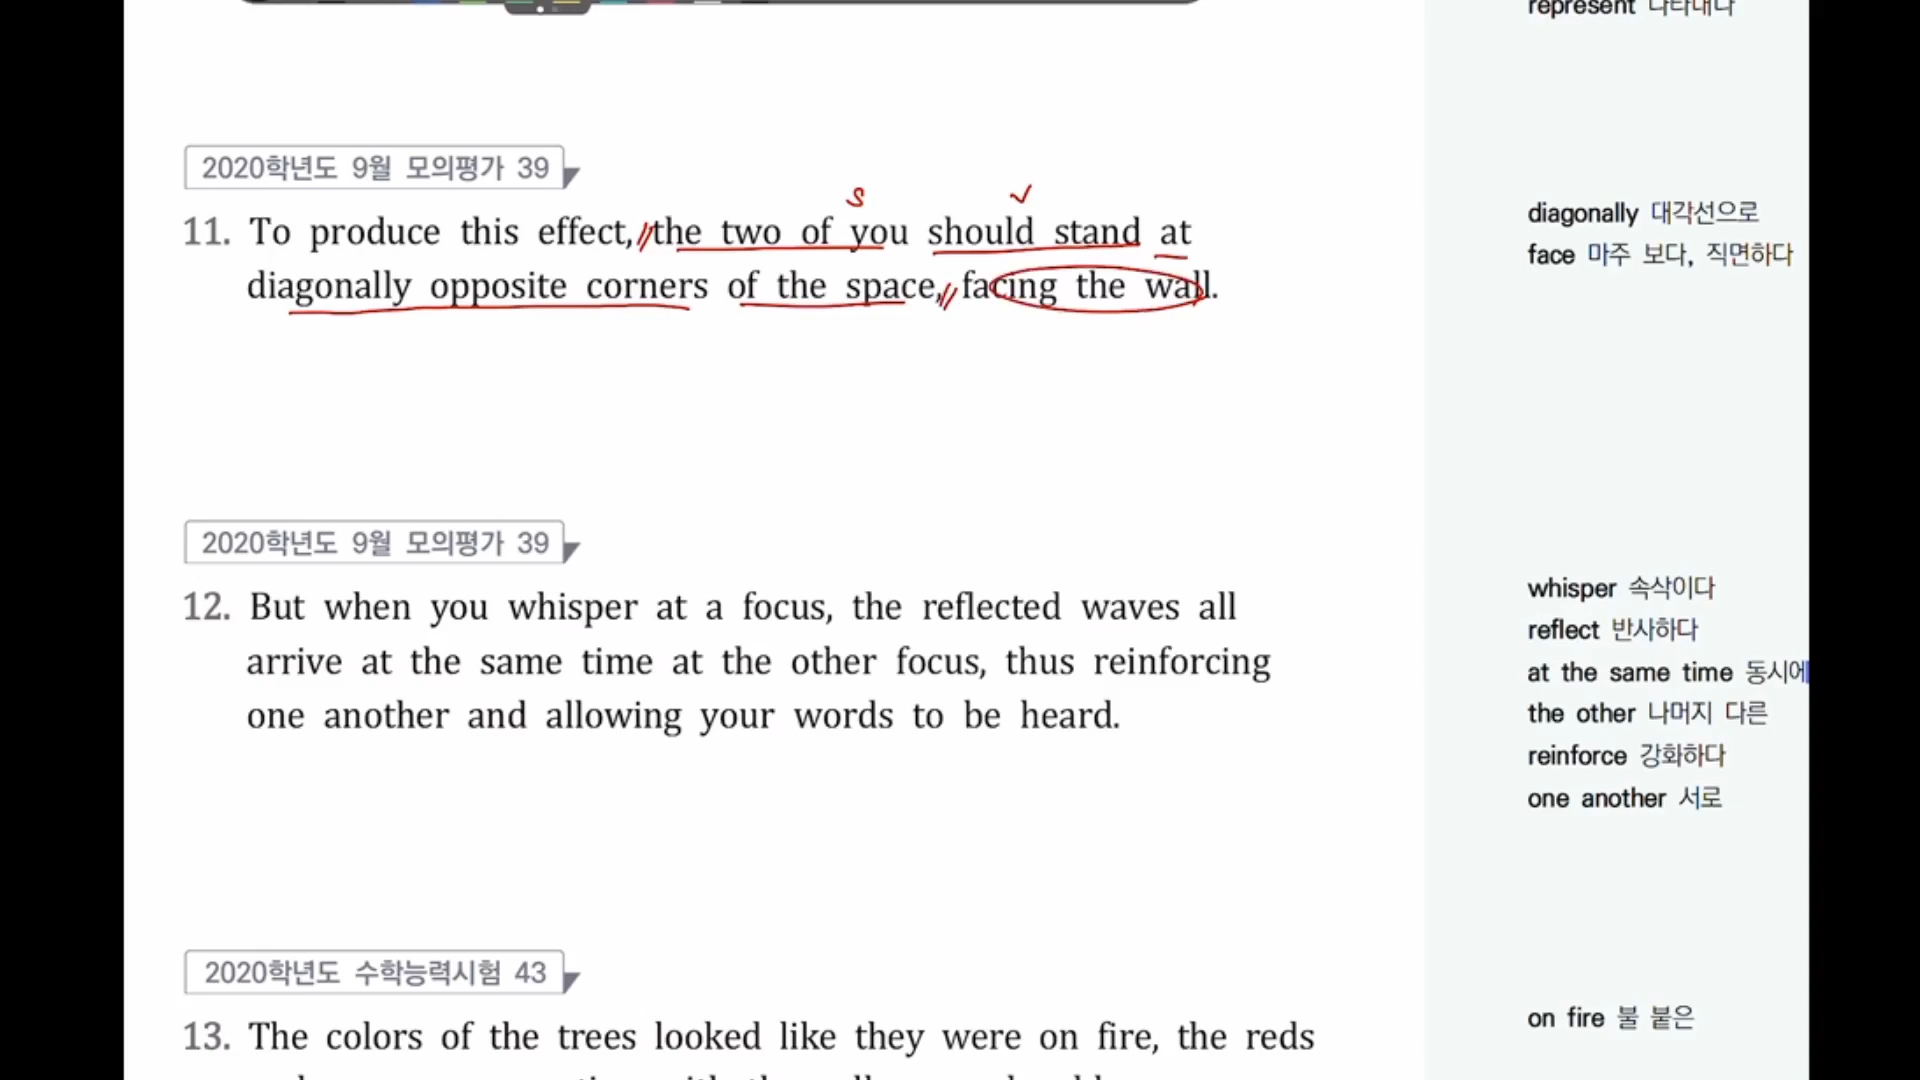 represent 나타내다
2020학년도 9월 모의평가 39
s v
11. To produce this effect, the two of you should stand at
diagonally opposite corners of the space, facing the wall.
diagonally 대각선으로
face 마주 보다, 직면하다
2020학년도 9월 모의평가 39
12. But when you whisper at a focus, the reflected waves all
arrive at the same time at the other focus, thus reinforcing
one another and allowing your words to be heard.
whisper 속삭이다
reflect 반사하다
at the same time 동시에
the other 나머지 다른
reinforce 강화하다
one another 서로
2020학년도 수학능력시험 43
13. The colors of the trees looked like they were on fire, the reds
on fire 불 붙은